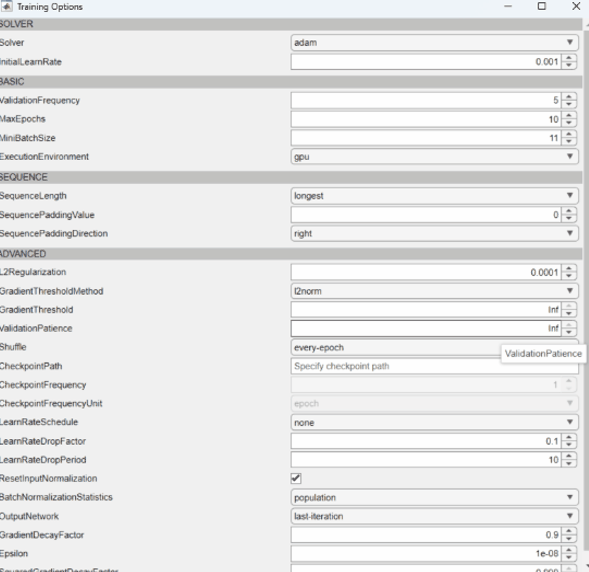 Training Options
SOLVER
Solver adam
InitialLearnRate 0.001
BASIC
ValidationFrequency 5
MaxEpochs 10
MiniBatchSize 11
ExecutionEnvironment gpu
SEQUENCE
SequenceLength longest
SequencePaddingValue 0
SequencePaddingDirection right
ADVANCED
L2Regularization 0.0001
GradientThresholdMethod l2norm
GradientThreshold Inf
ValidationPatience Inf
Shuffle every-epoch
ValidationPatience
CheckpointPath Specify checkpoint path
CheckpointFrequency 1
CheckpointFrequencyUnit epoch
LearnRateSchedule none
LearnRateDropFactor 0.1
LearnRateDropPeriod 10
ResetInputNormalization
BatchNormalizationStatistics population
OutputNetwork last-iteration
GradientDecayFactor 0.9
Epsilon 1e-08
SquaredGradientDecayFactor